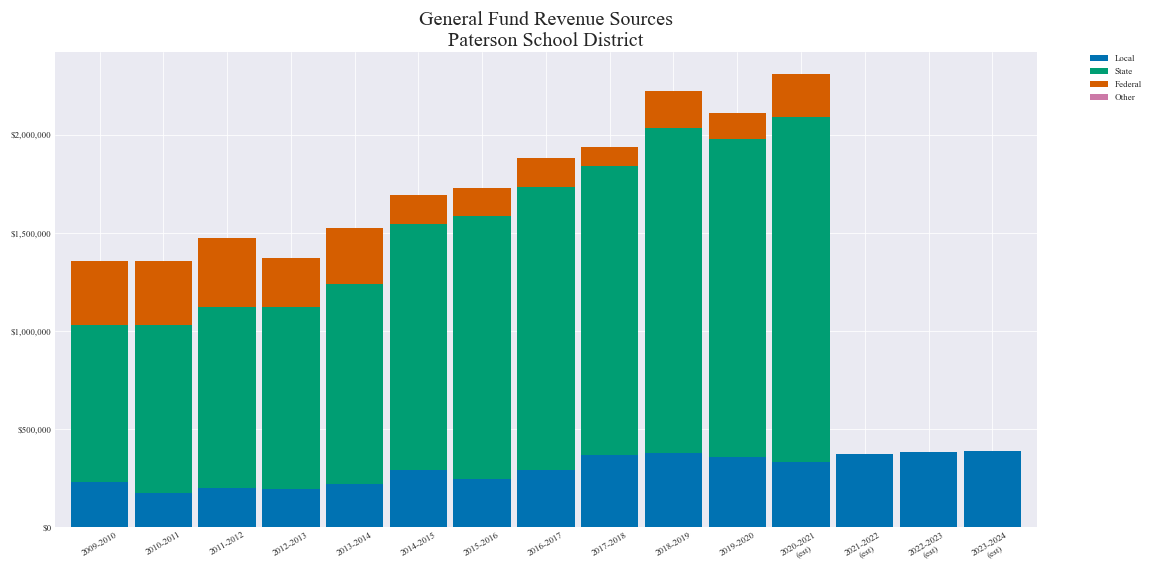 General Fund Revenue Sources
Paterson School District
Local
State
Federal
Other
$2,000,000
$1,500,000
$1,000,000
$500,000
$0
2009-2010
2010-2011
2011-2012
2012-2013
2013-2014
2014-2015
2015-2016
2016-2017
2017-2018
2018-2019
2019-2020
2020-2021
(est)
2021-2022
(est)
2022-2023
(est)
2023-2024
(est)